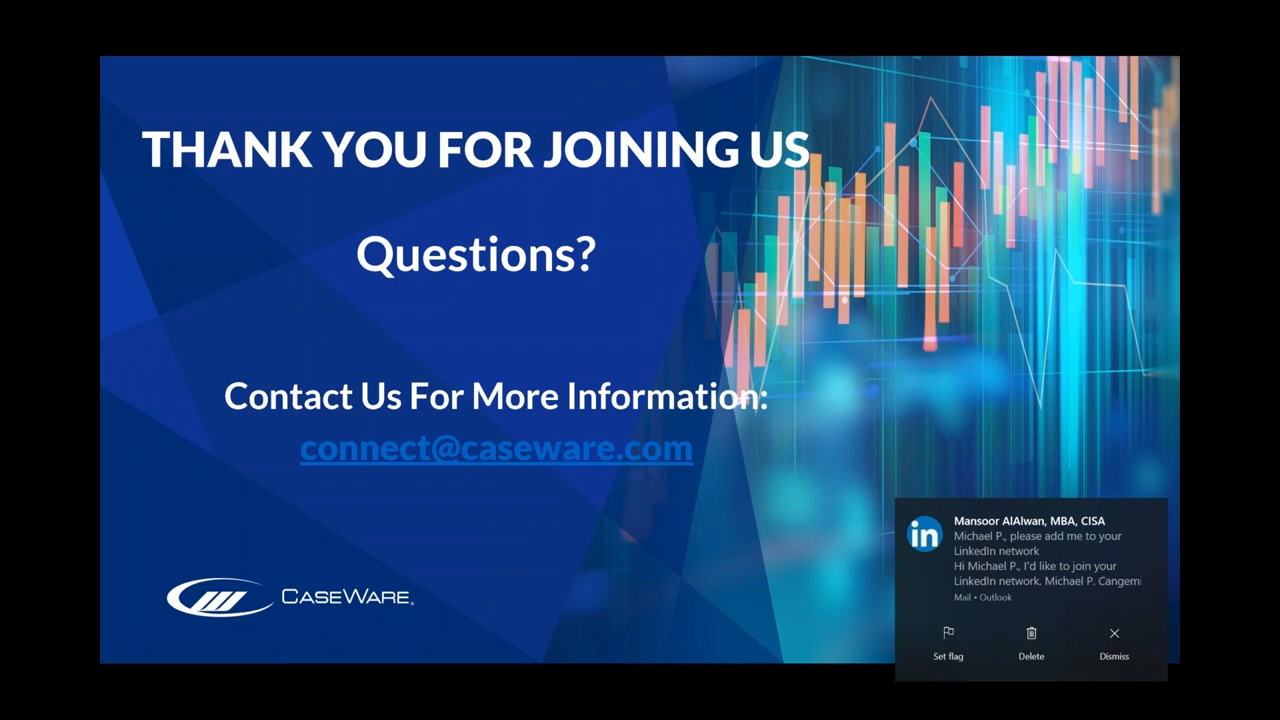 THANK YOU FOR JOINING US
Questions?
Contact Us For More Information:
connect@caseware.com
CASEWARE®
in
Mansoor AlAlwan, MBA, CISA
Michael P., please add me to your
LinkedIn network
Hi Michael P., I'd like to join your
LinkedIn network. Michael P. Cangemi
Mail • Outlook
Set flag
Delete
Dismiss